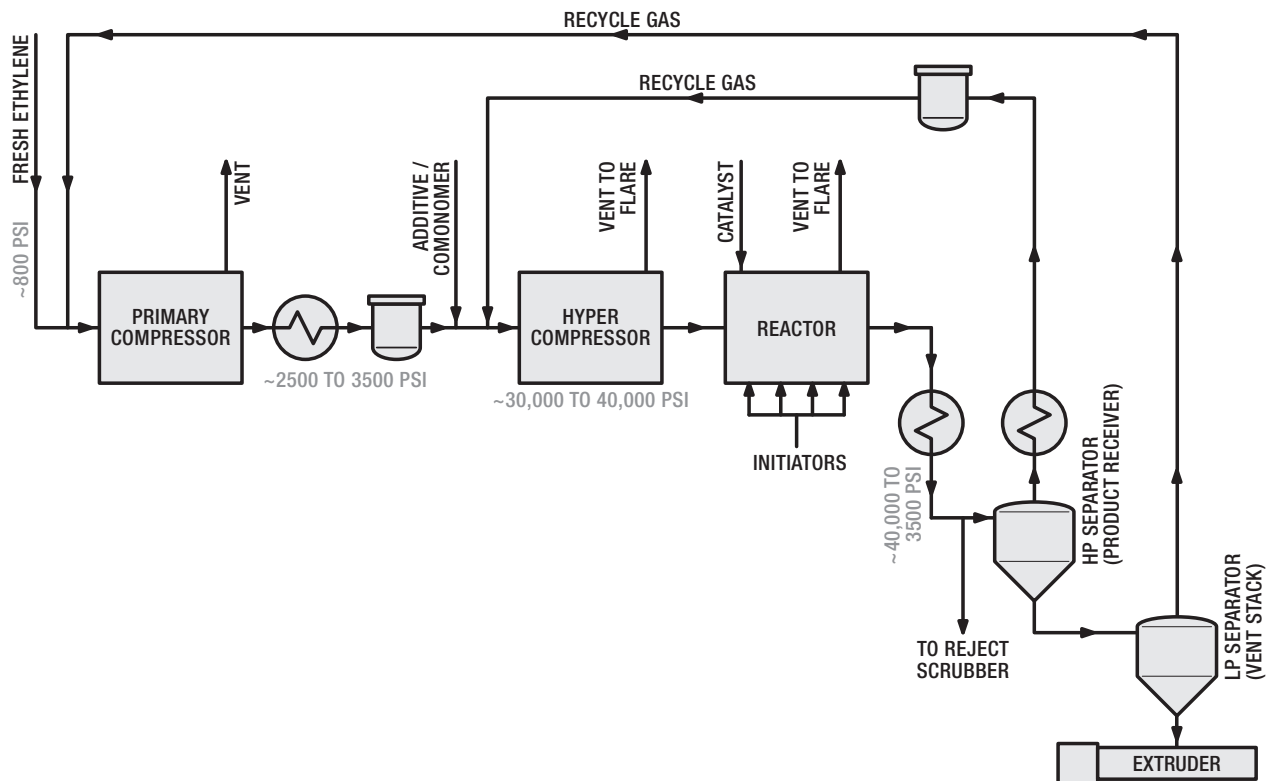 RECYCLE GAS
RECYCLE GAS
FRESH ETHYLENE
~800 PSI
VENT
ADDITIVE /
COMONOMER
VENT TO
FLARE
CATALYST
VENT TO
FLARE
PRIMARY
COMPRESSOR
HYPER
COMPRESSOR
REACTOR
~2500 TO 3500 PSI
~30,000 TO 40,000 PSI
INITIATORS
~40,000 TO
3500 PSI
HP SEPARATOR
(PRODUCT RECEIVER)
TO REJECT
SCRUBBER
LP SEPARATOR
(VENT STACK)
EXTRUDER